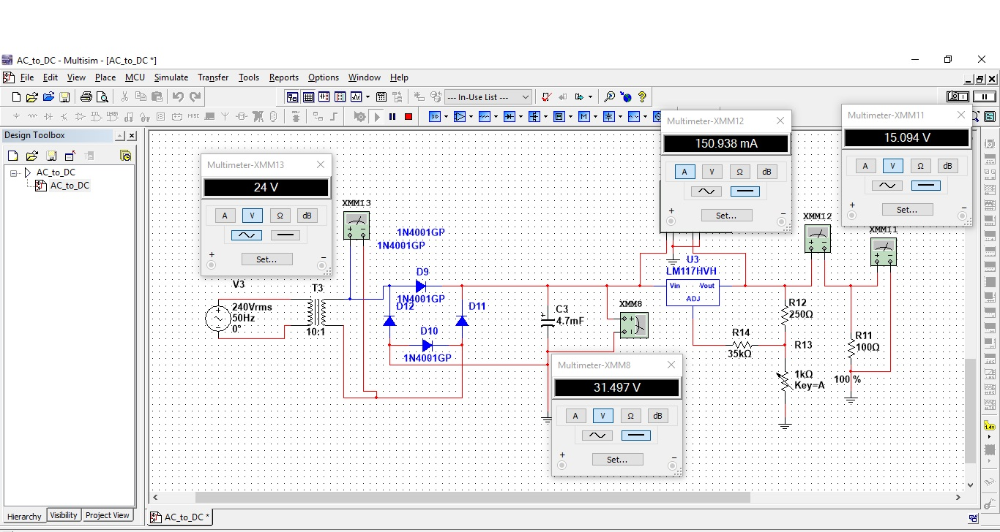 AC_to_DC - Multisim - [AC_to_DC *]
File Edit View Place MCU Simulate Transfer Tools Reports Options Window Help
--- In-Use List ---
Design Toolbox
AC_to_DC
AC_to_DC
Hierarchy Visibility Project View
AC_to_DC *
Multimeter-XMM13
24 V
A V Ω dB
+ −
Set...
Multimeter-XMM12
150.938 mA
A V Ω dB
+ −
Set...
Multimeter-XMM11
15.094 V
A V Ω dB
+ −
Set...
Multimeter-XMM8
31.497 V
A V Ω dB
+ −
Set...
XMM13
1N4001GP
1N4001GP
V3
240Vrms
50Hz
0°
T3
10:1
D9
1N4001GP
D12
D11
D10
1N4001GP
C3
4.7mF
XMM8
U3
LM117HVH
Vin Vout
ADJ
XMM12
XMM11
R12
250Ω
R14
35kΩ
R13
1kΩ
Key=A
100 %
R11
100Ω
1.4v